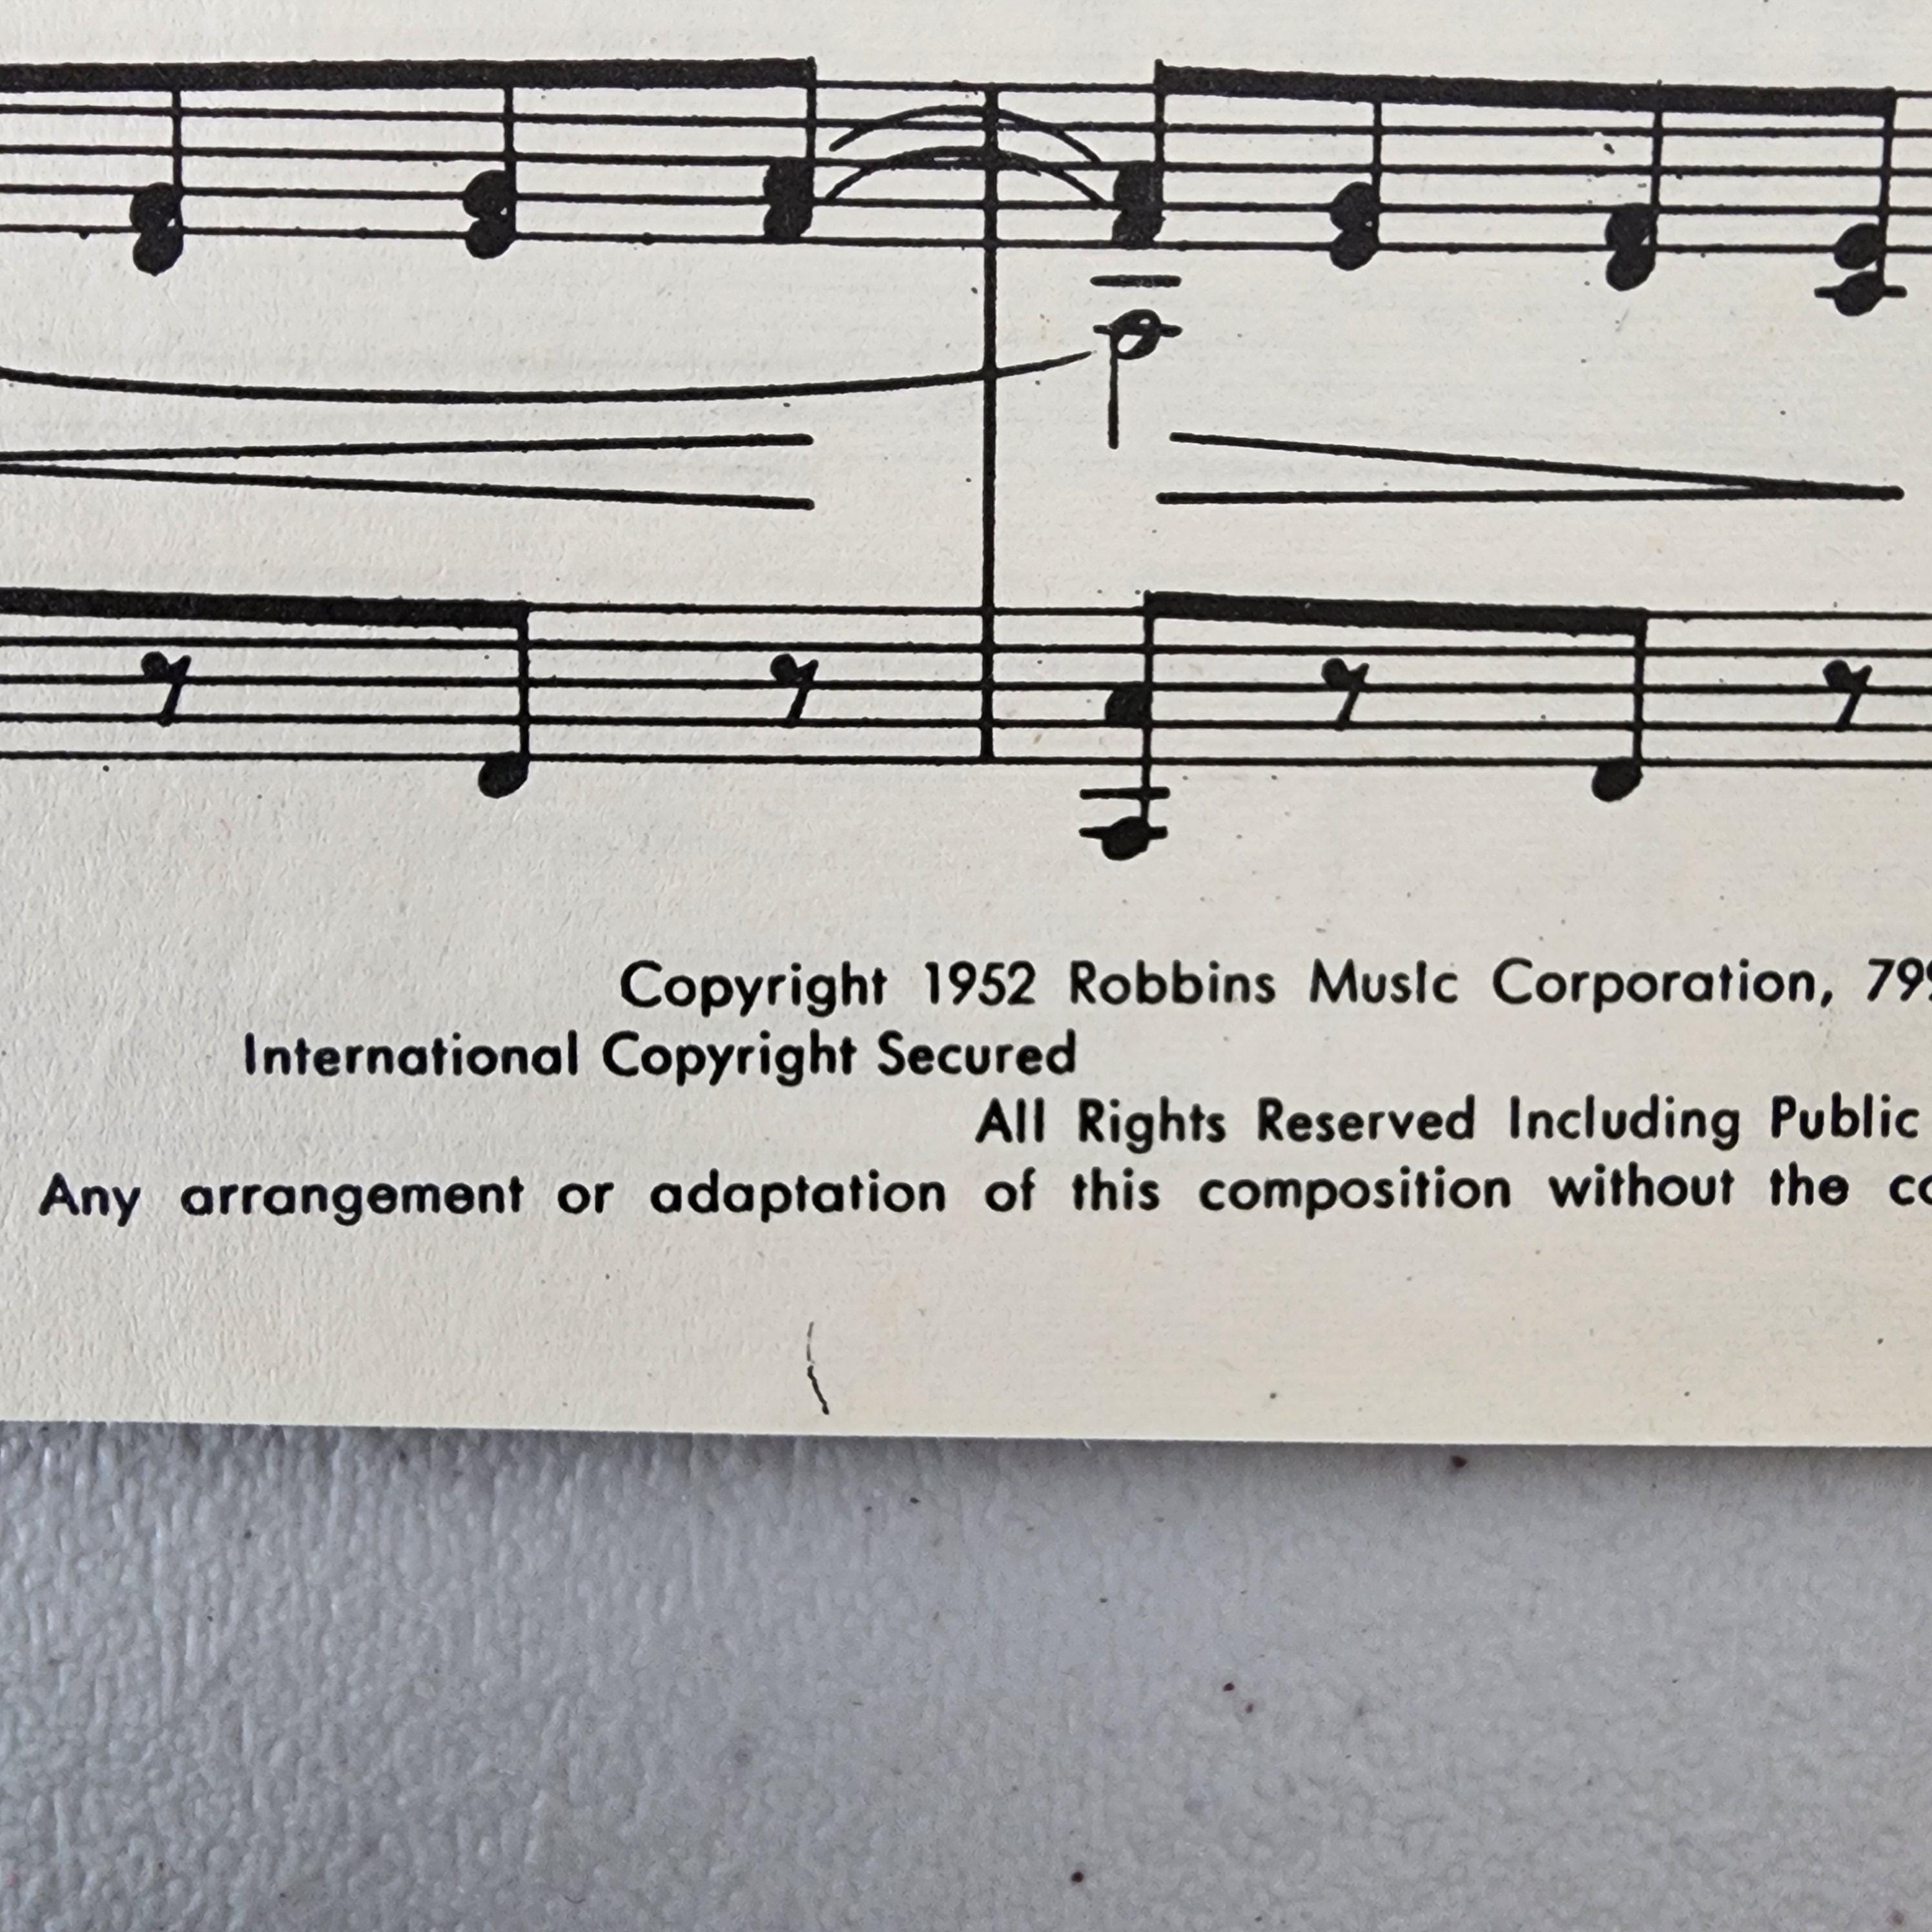 Copyright 1952 Robbins Music Corporation, 799
International Copyright Secured
All Rights Reserved Including Public
Any arrangement or adaptation of this composition without the